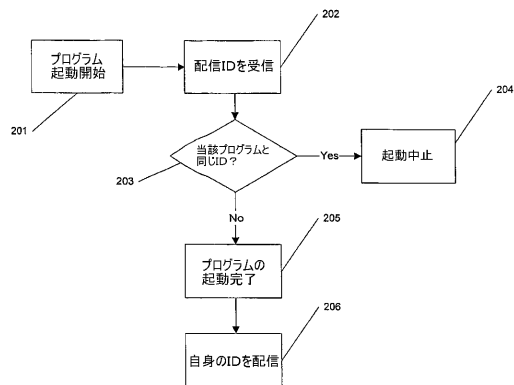 202
プログラム
起動開始
配信IDを受信
201
204
当該プログラムと
同じID？
Yes
起動中止
203
No
205
プログラムの
起動完了
206
自身のIDを配信